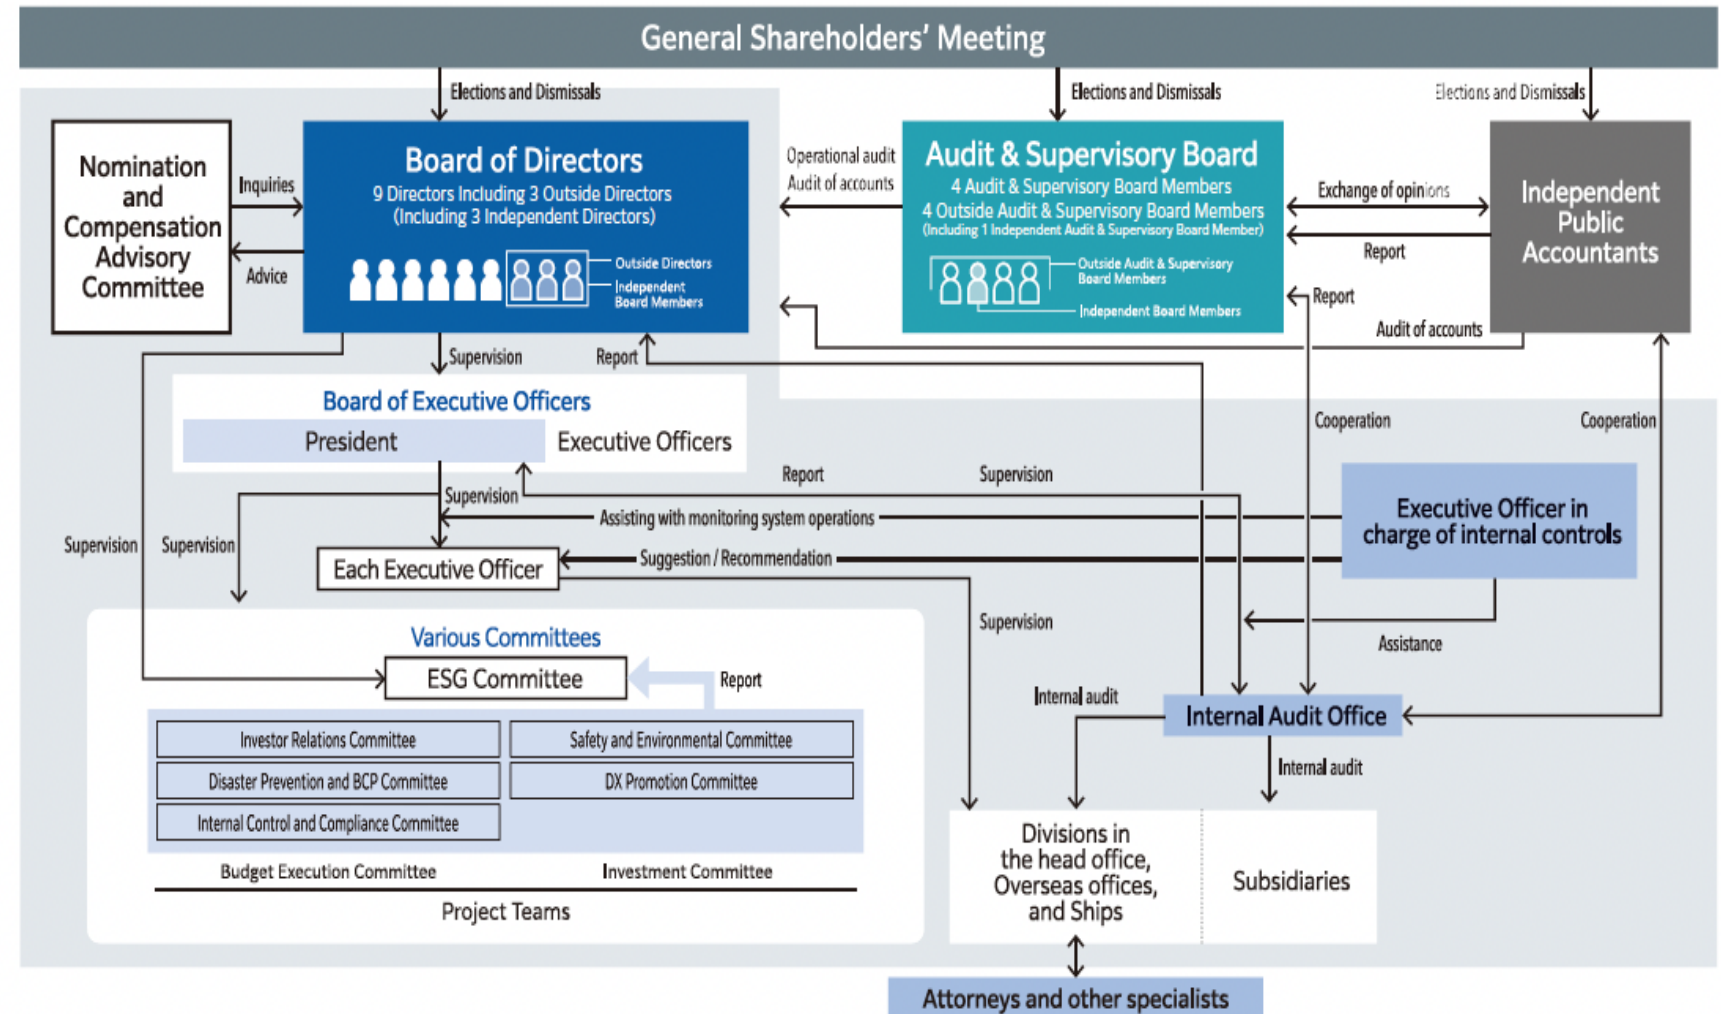 General Shareholders' Meeting
Elections and Dismissals
Elections and Dismissals
Elections and Dismissals
Nomination
and
Compensation
Advisory
Committee
Inquiries
Advice
Board of Directors
9 Directors Including 3 Outside Directors
(Including 3 Independent Directors)
Outside Directors
Independent
Board Members
Operational audit
Audit of accounts
Audit & Supervisory Board
4 Audit & Supervisory Board Members
4 Outside Audit & Supervisory Board Members
(Including 1 Independent Audit & Supervisory Board Member)
Outside Audit & Supervisory
Board Members
Independent Board Members
Exchange of opinions
Report
Report
Independent
Public
Accountants
Audit of accounts
Supervision
Report
Board of Executive Officers
President
Executive Officers
Cooperation
Cooperation
Report
Supervision
Supervision
Assisting with monitoring system operations
Executive Officer in
charge of internal controls
Supervision
Supervision
Each Executive Officer
Suggestion / Recommendation
Supervision
Assistance
Various Committees
ESG Committee
Report
Investor Relations Committee
Safety and Environmental Committee
Disaster Prevention and BCP Committee
DX Promotion Committee
Internal Control and Compliance Committee
Budget Execution Committee
Investment Committee
Project Teams
Internal audit
Internal Audit Office
Internal audit
Divisions in
the head office,
Overseas offices,
and Ships
Subsidiaries
Attorneys and other specialists